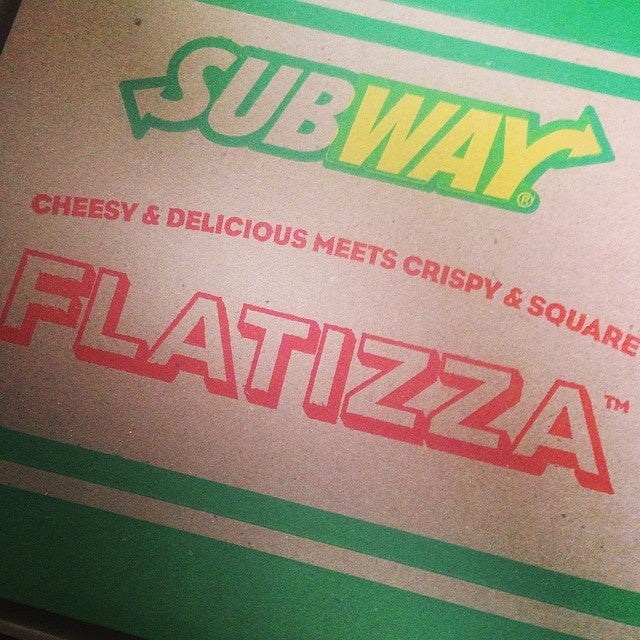 SUBWAY®
CHEESY & DELICIOUS MEETS CRISPY & SQUARE
FLATIZZA™